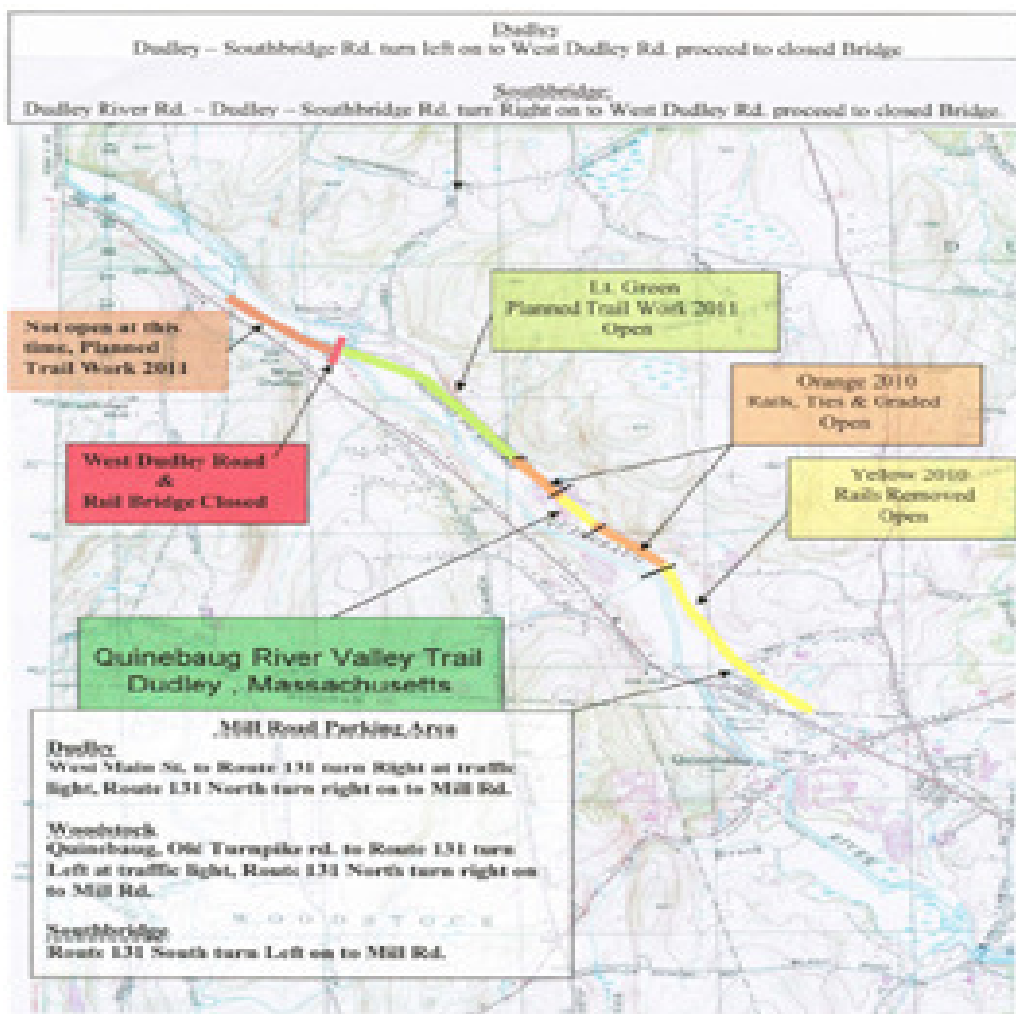 Dudley
Dudley – Southbridge Rd. turn left on to West Dudley Rd. proceed to closed Bridge
Southbridge,
Dudley River Rd. – Dudley – Southbridge Rd. turn Right on to West Dudley Rd. proceed to closed Bridge.
Lt. Green
Planned Trail Work 2011
Open
Not open at this
time, Planned
Trail Work 2011
Orange 2010
Rails, Ties & Graded
Open
West Dudley Road
&
Rail Bridge Closed
Yellow 2010
Rails Removed
Open
Quinebaug River Valley Trail
Dudley , Massachusetts
Mill Road Parking Area
Dudley
West Main St, to Route 131 turn Right at traffic
light, Route 131 North turn right on to Mill Rd.
Woodstock
Quinebaug, Old Turnpike rd. to Route 131 turn
Left at traffic light, Route 131 North turn right on
to Mill Rd.
WOODSTOCK
Southbridge
Route 131 South turn Left on to Mill Rd.
Quinebaug
RIVER